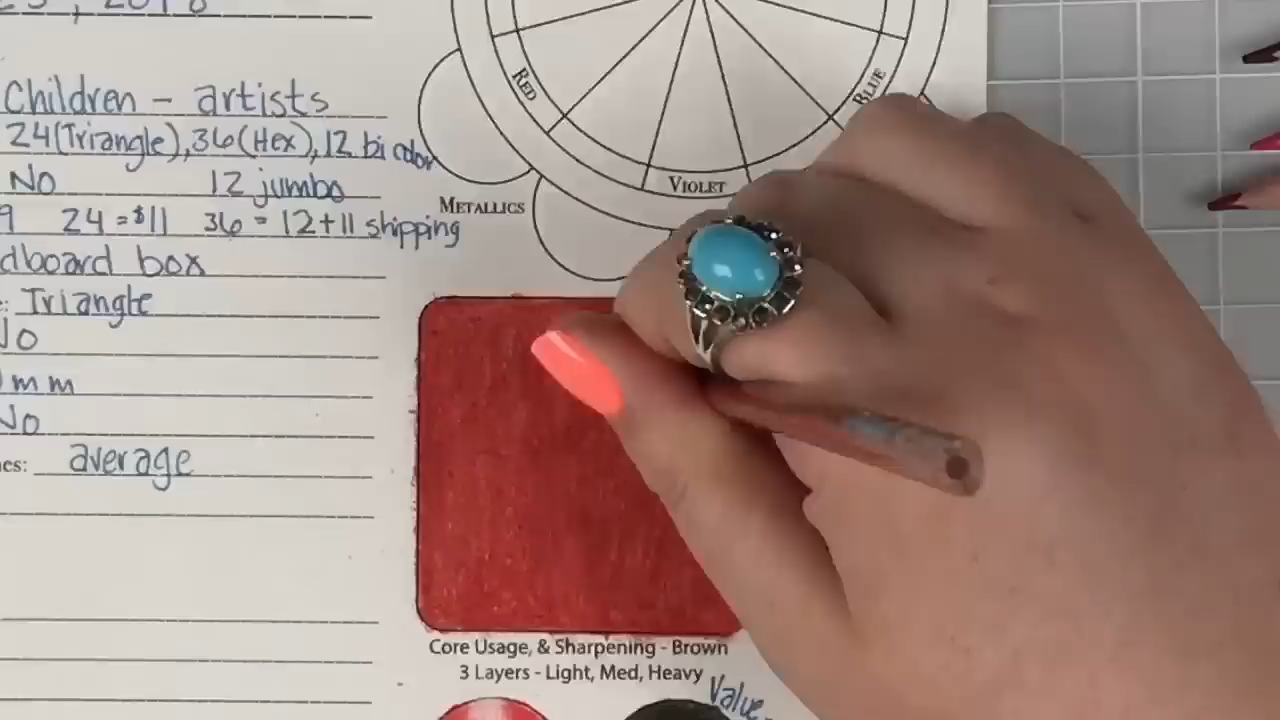 Children - artists
24(Triangle), 36(Hex), 12 bi color
No 12 jumbo
9 24 = $11 36 = 12+11 shipping
dboard box
: Triangle
mm
No
es: average
RED
BLUE
VIOLET
METALLICS
Core Usage, & Sharpening - Brown
3 Layers - Light, Med, Heavy
Value